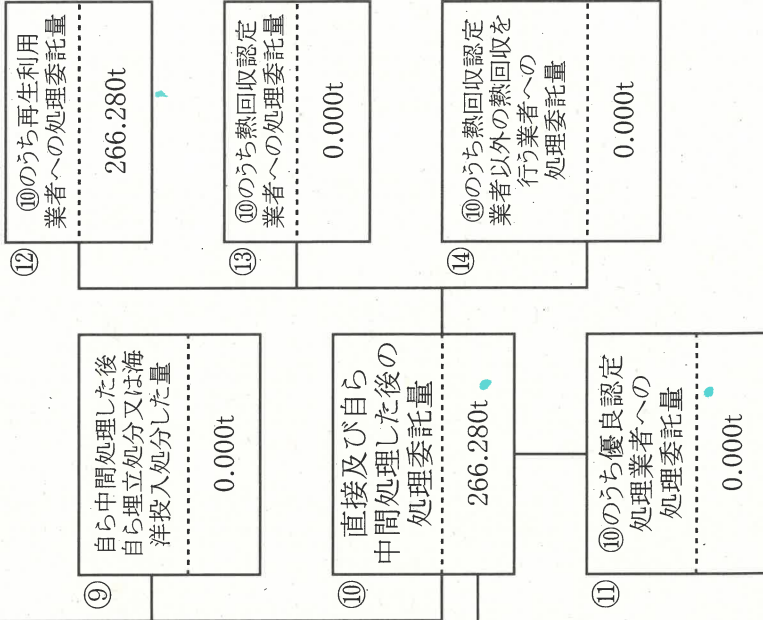 ⑨
自ら中間処理した後
自ら埋立処分又は海
洋投入処分した量
0.000t
⑩
直接及び自ら
中間処理した後の
処理委託量
266.280t
⑪
⑩のうち優良認定
処理業者への
処理委託量
0.000t
⑫
⑩のうち再生利用
業者への処理委託量
266.280t
⑬
⑩のうち熱回収認定
業者への処理委託量
0.000t
⑭
⑩のうち熱回収認定
業者以外の熱回収を
行う業者への
処理委託量
0.000t